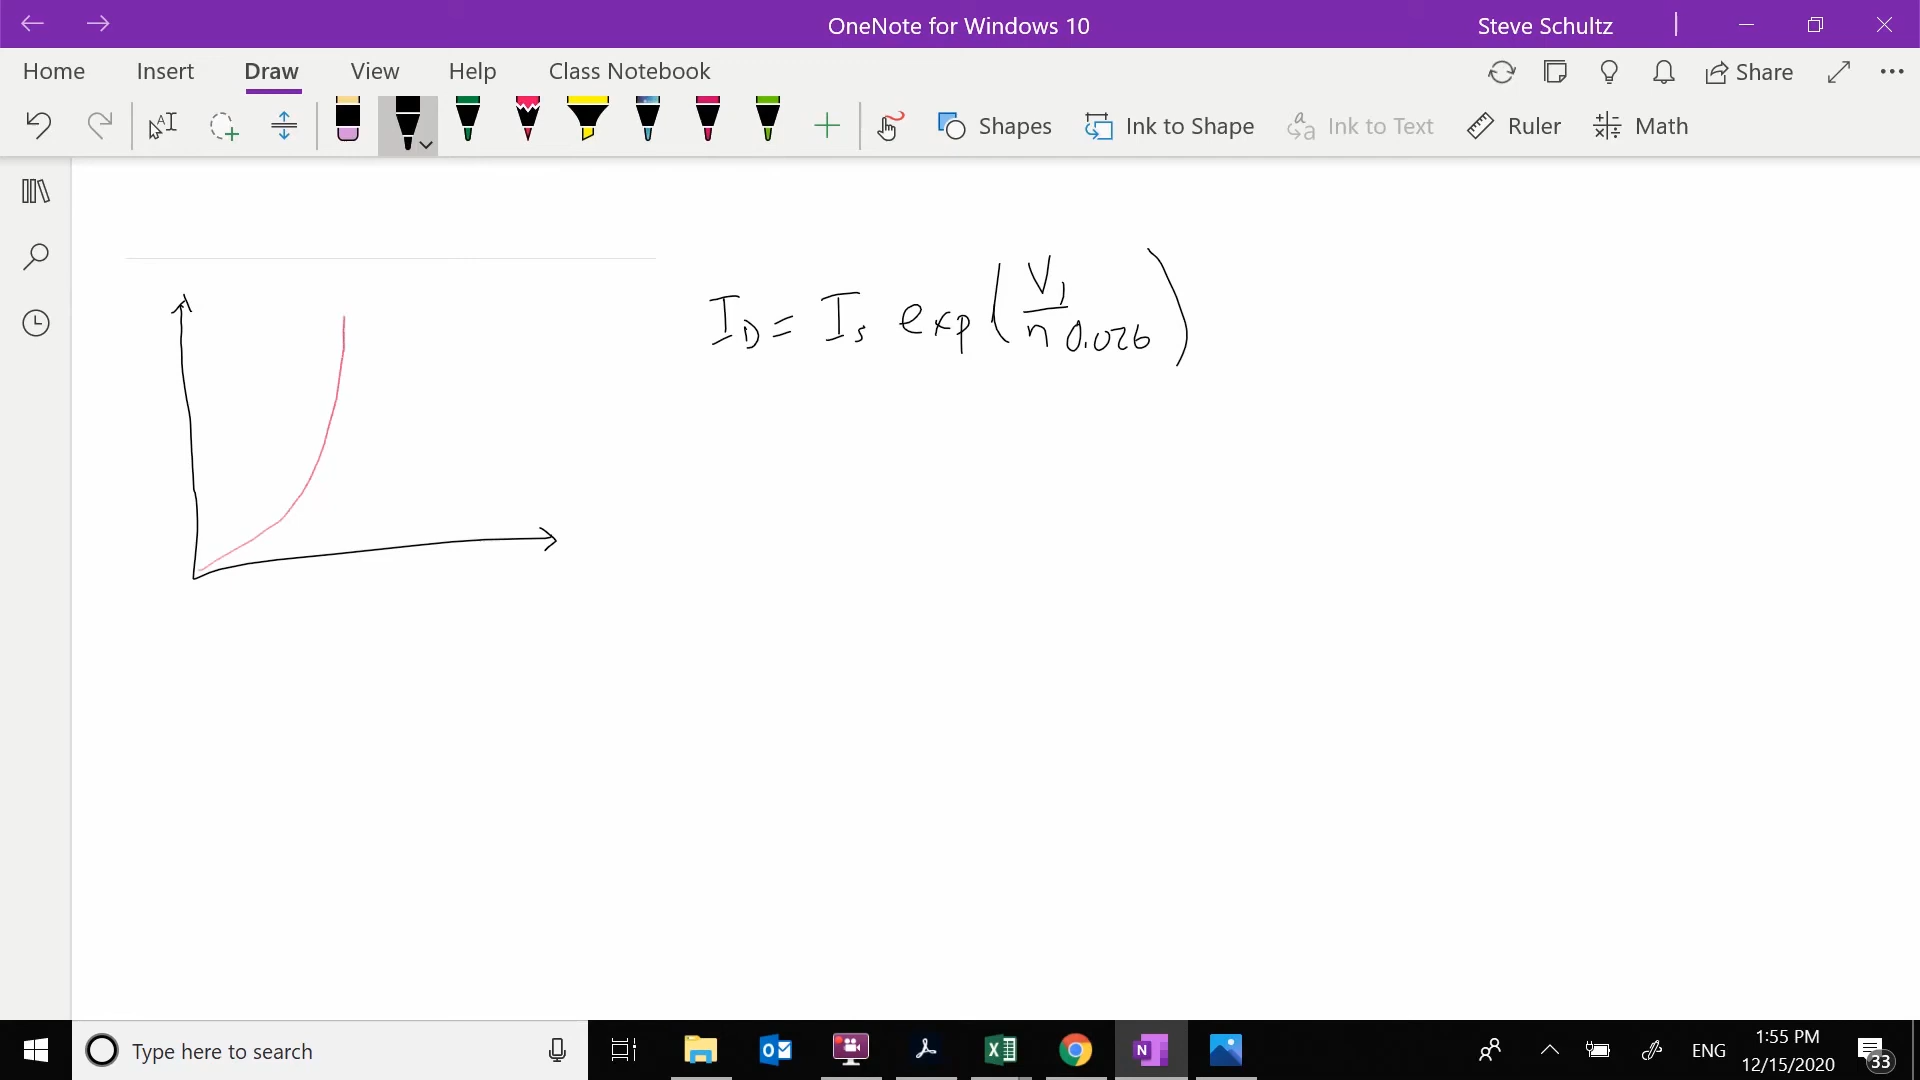 OneNote for Windows 10
Steve Schultz
Home Insert Draw View Help Class Notebook
Share
Shapes Ink to Shape Ink to Text Ruler Math
I_D = I_s exp(V_1 / n 0.026)
Type here to search
ENG
1:55 PM
12/15/2020
33